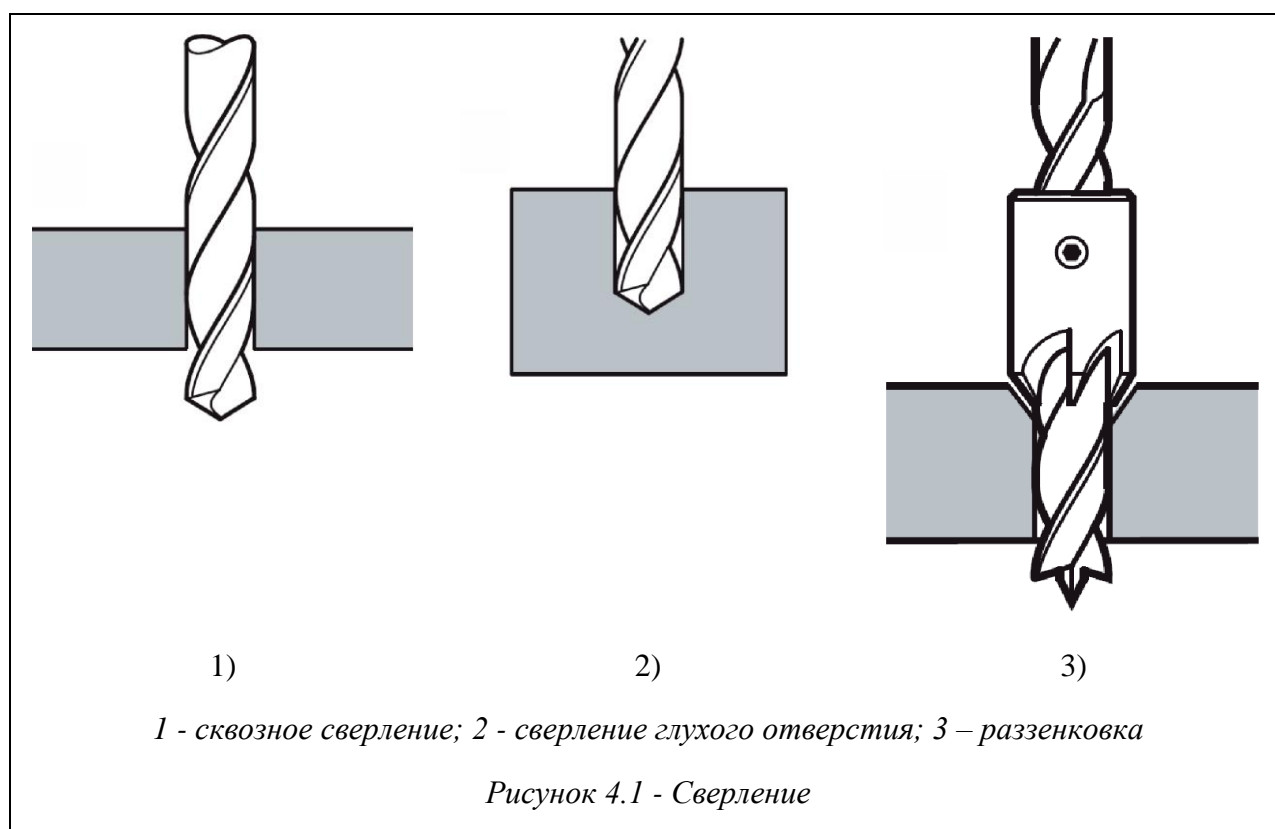 1) 2) 3)
1 - сквозное сверление; 2 - сверление глухого отверстия; 3 – раззенковка
Рисунок 4.1 - Сверление